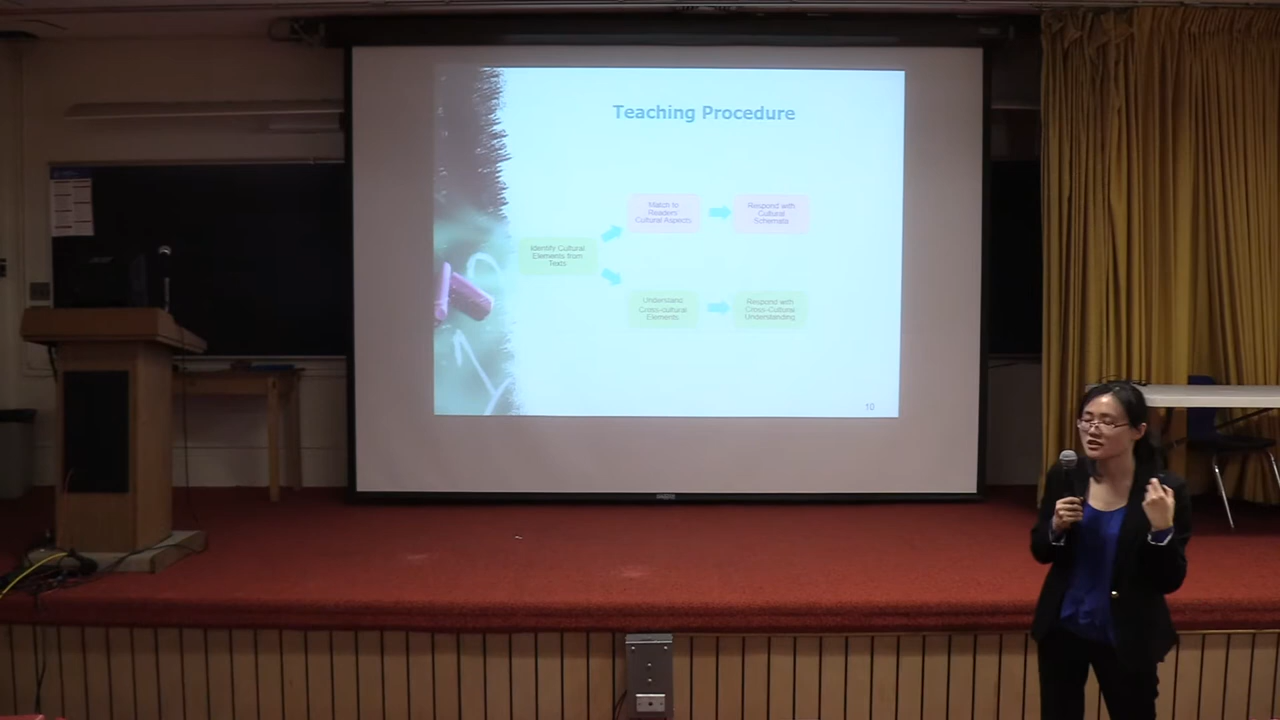 Teaching Procedure
Match to
Readers'
Cultural Aspects
Respond with
Cultural
Schemata
Identify Cultural
Elements from
Texts
Understand
Cross-cultural
Elements
Respond with
Cross-Cultural
Understanding
10